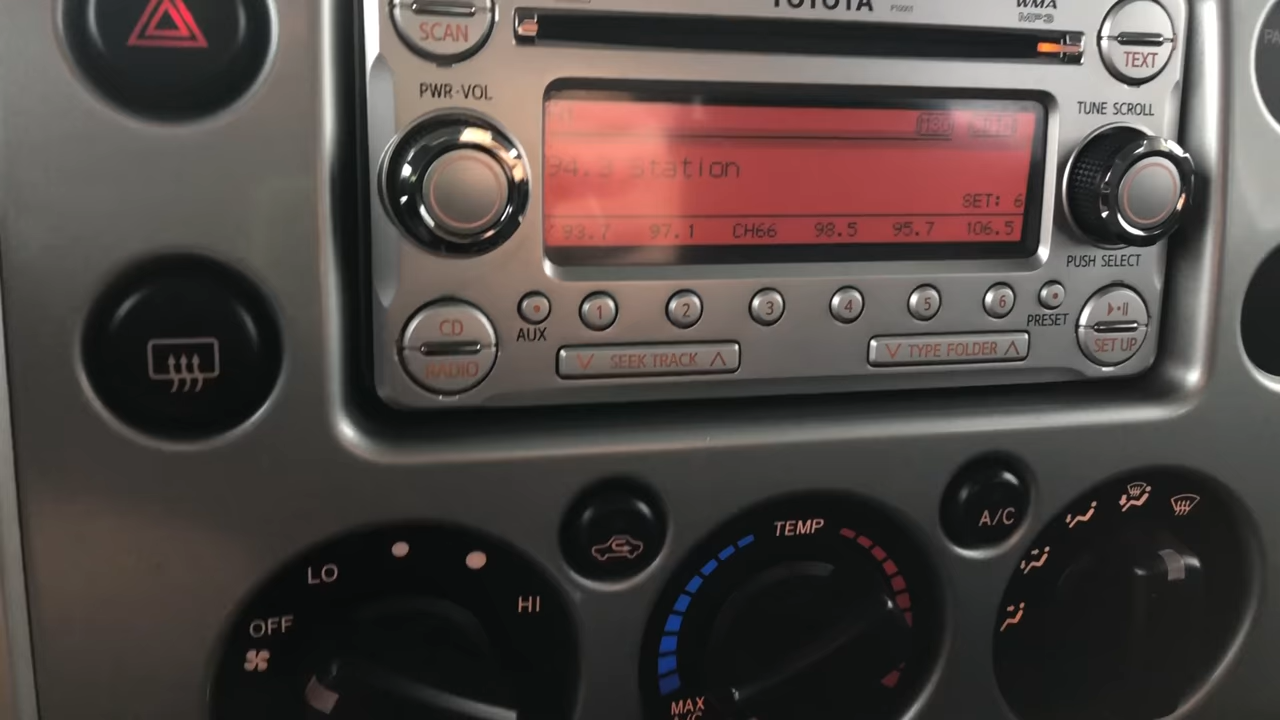 TOYOTA
WMA
MP3
SCAN
TEXT
PWR·VOL
TUNE SCROLL
94.3 Station
SET: 6
93.7 97.1 CH66 98.5 95.7 106.5
PUSH SELECT
CD
RADIO
AUX
1 2 3 4 5 6
PRESET
SET UP
SEEK TRACK
TYPE FOLDER
TEMP
A/C
LO
HI
OFF
MAX
A/C